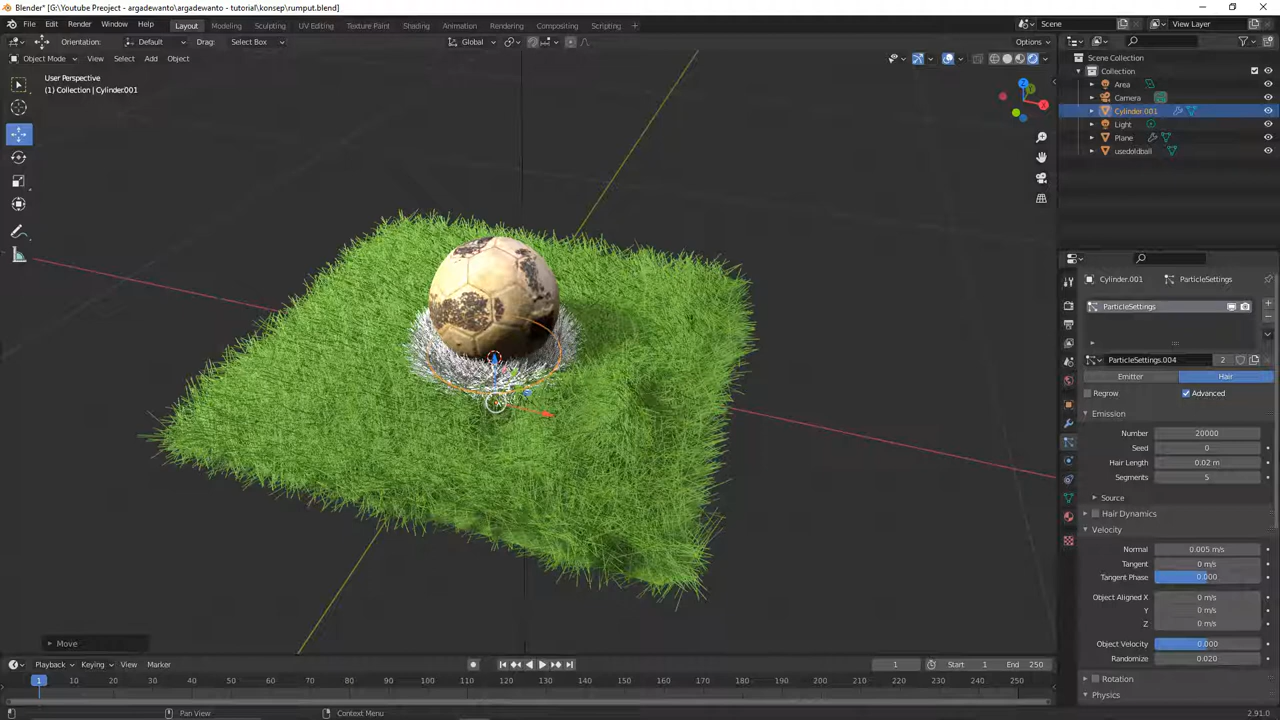 Blender* [G:\Youtube Preoject - argadewanto\argadewanto - tutorial\konsep\rumput.blend]
File Edit Render Window Help Layout Modeling Sculpting UV Editing Texture Paint Shading Animation Rendering Compositing Scripting + Scene View Layer
Orientation: Default Drag: Select Box Global Options
Object Mode View Select Add Object
User Perspective
(1) Collection | Cylinder.001
Scene Collection
Collection
Area
Camera
Cylinder.001
Light
Plane
usedoldball
Cylinder.001 ParticleSettings
ParticleSettings
ParticleSettings.004 2
Emitter Hair
Regrow Advanced
Emission
Number 20000
Seed 0
Hair Length 0.02 m
Segments 5
Source
Hair Dynamics
Velocity
Normal 0.005 m/s
Tangent 0 m/s
Tangent Phase 0.000
Object Aligned X 0 m/s
Y 0 m/s
Z 0 m/s
Object Velocity 0.000
Randomize 0.020
Rotation
Physics
Move
Playback Keying View Marker 1 Start 1 End 250
1 10 20 30 40 50 60 70 80 90 100 110 120 130 140 150 160 170 180 190 200 210 220 230 240 250
Pan View Context Menu 2.91.0